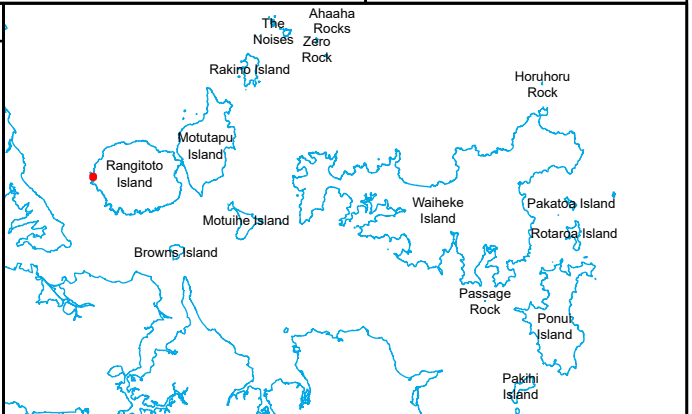 Ahaaha
Rocks
The
Noises
Zero
Rock
Rakino Island
Horuhoru
Rock
Motutapu
Island
Rangitoto
Island
Waiheke
Island
Pakatoa Island
Motuihe Island
Rotaroa Island
Browns Island
Passage
Rock
Ponui
Island
Pakihi
Island